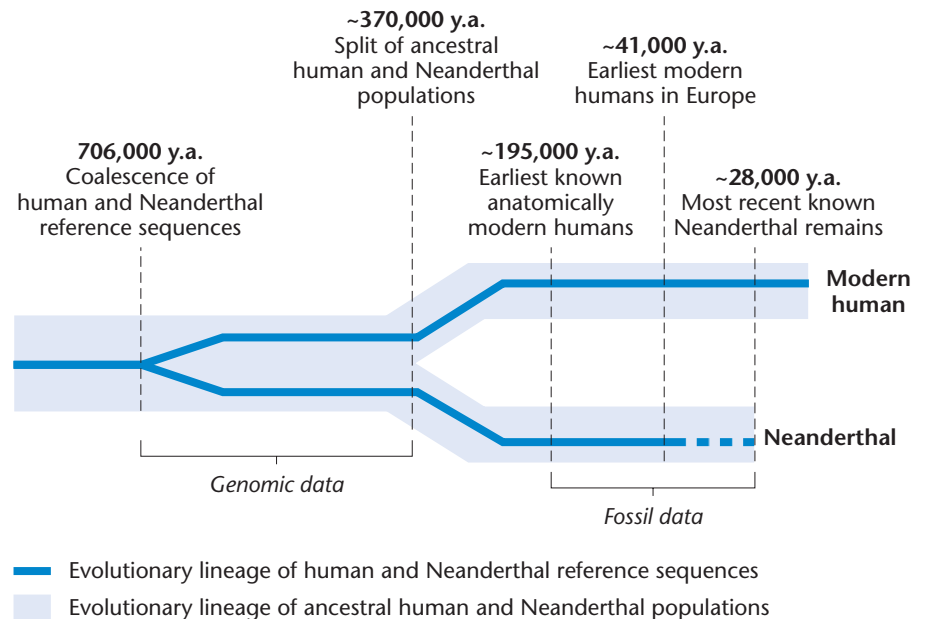 ~370,000 y.a.
Split of ancestral
human and Neanderthal
populations
~41,000 y.a.
Earliest modern
humans in Europe
706,000 y.a.
Coalescence of
human and Neanderthal
reference sequences
~195,000 y.a.
Earliest known
anatomically
modern humans
~28,000 y.a.
Most recent known
Neanderthal remains
Modern
human
Neanderthal
Genomic data
Fossil data
Evolutionary lineage of human and Neanderthal reference sequences
Evolutionary lineage of ancestral human and Neanderthal populations